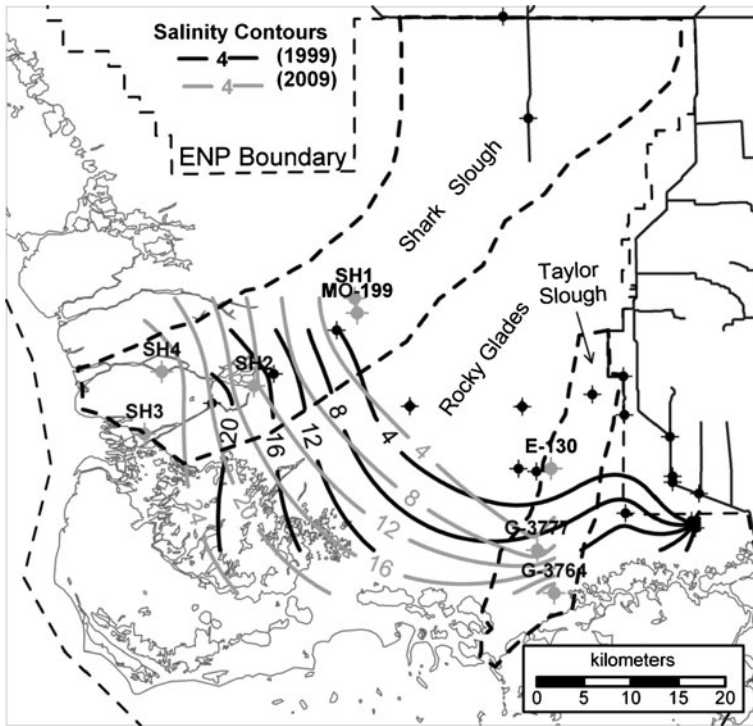 Salinity Contours
4 (1999)
4 (2009)
ENP Boundary
Shark Slough
SH1
MO-199
Taylor
Slough
Rocky Glades
SH4
SH2
SH3
20
16
12
8
4
4
8
12
16
20
24
E-130
G-3777
G-3764
kilometers
0 5 10 15 20